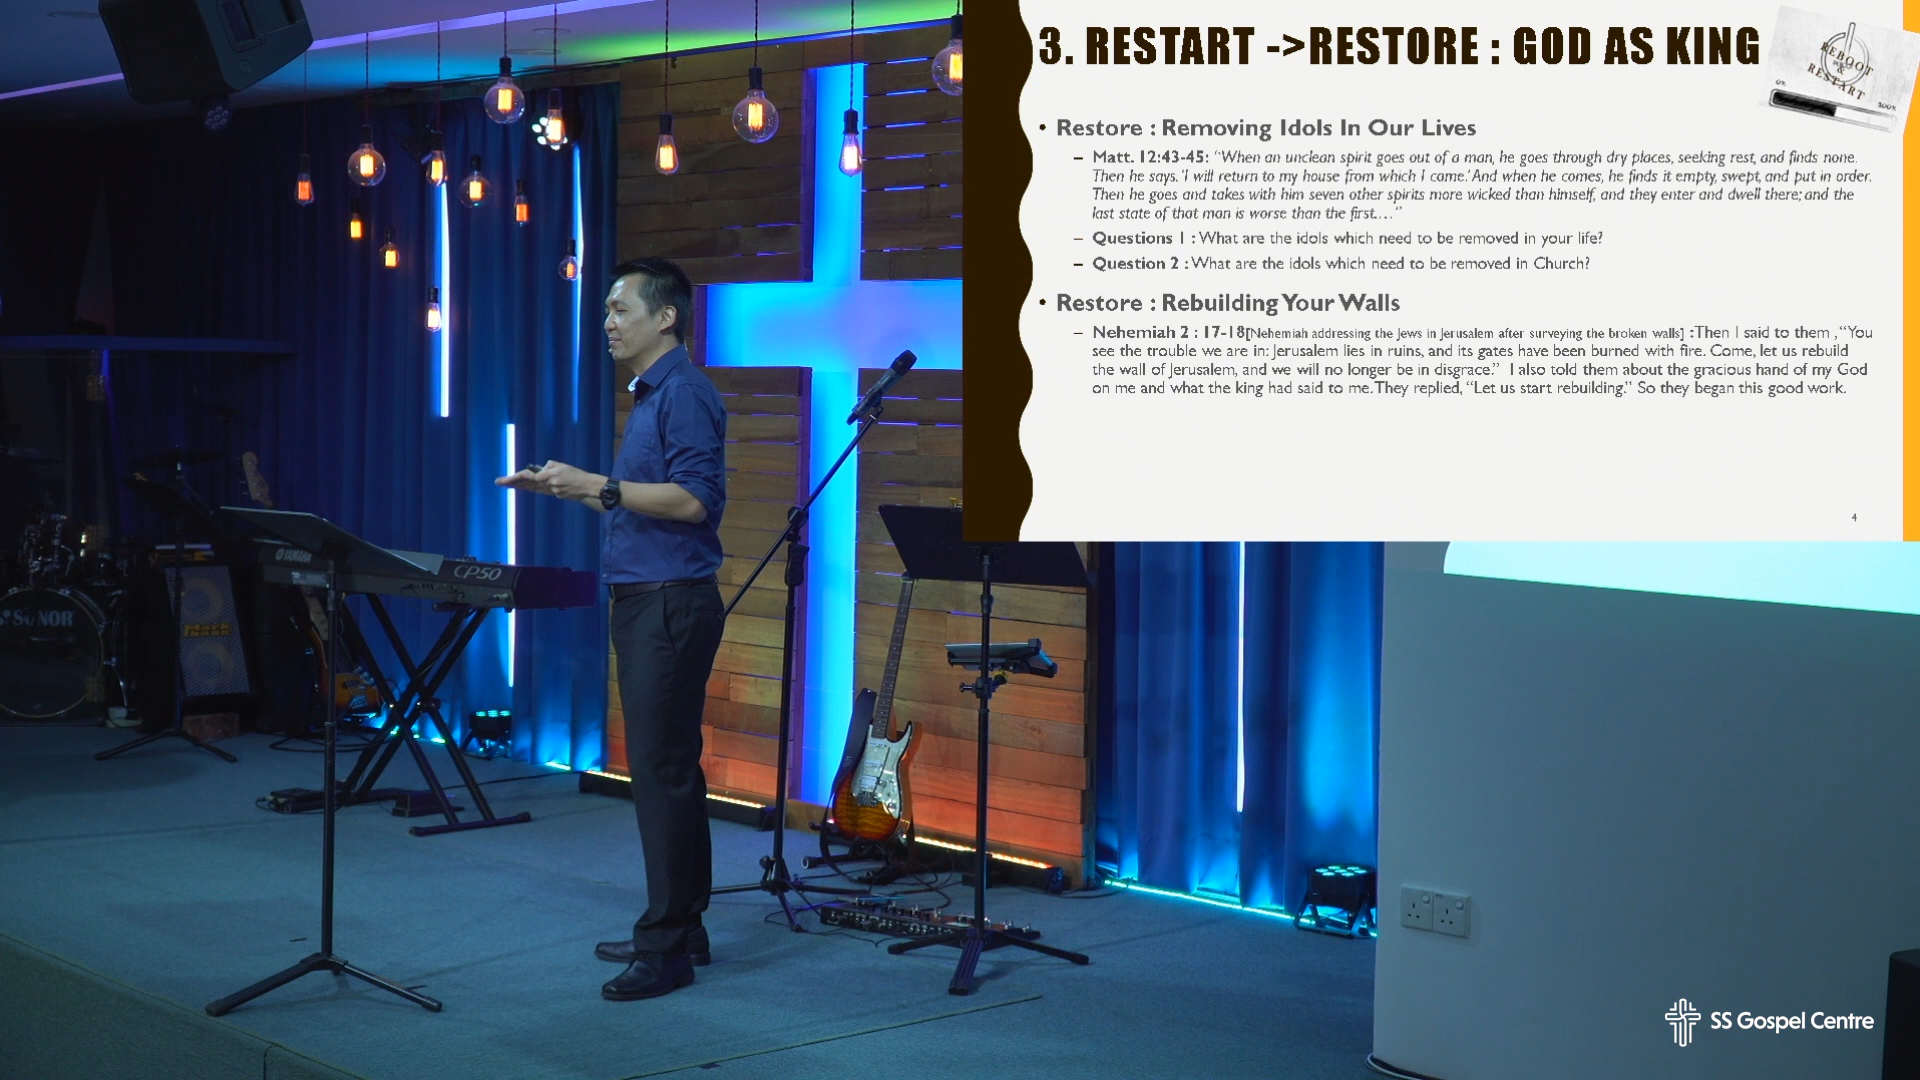 3. RESTART ->RESTORE : GOD AS KING
REBOOT
&
RESTART
0%
100%
• Restore : Removing Idols In Our Lives
– Matt. 12:43-45: “When an unclean spirit goes out of a man, he goes through dry places, seeking rest, and finds none.
Then he says. ‘I will return to my house from which I came.’ And when he comes, he finds it empty, swept, and put in order.
Then he goes and takes with him seven other spirits more wicked than himself, and they enter and dwell there; and the
last state of that man is worse than the first.…”
– Questions 1 : What are the idols which need to be removed in your life?
– Question 2 : What are the idols which need to be removed in Church?
• Restore : Rebuilding Your Walls
– Nehemiah 2 : 17-18[Nehemiah addressing the Jews in Jerusalem after surveying the broken walls] :Then I said to them , “You
see the trouble we are in: Jerusalem lies in ruins, and its gates have been burned with fire. Come, let us rebuild
the wall of Jerusalem, and we will no longer be in disgrace.” I also told them about the gracious hand of my God
on me and what the king had said to me. They replied, “Let us start rebuilding.” So they began this good work.
4
YAMAHA
CP50
SONOR
SS Gospel Centre